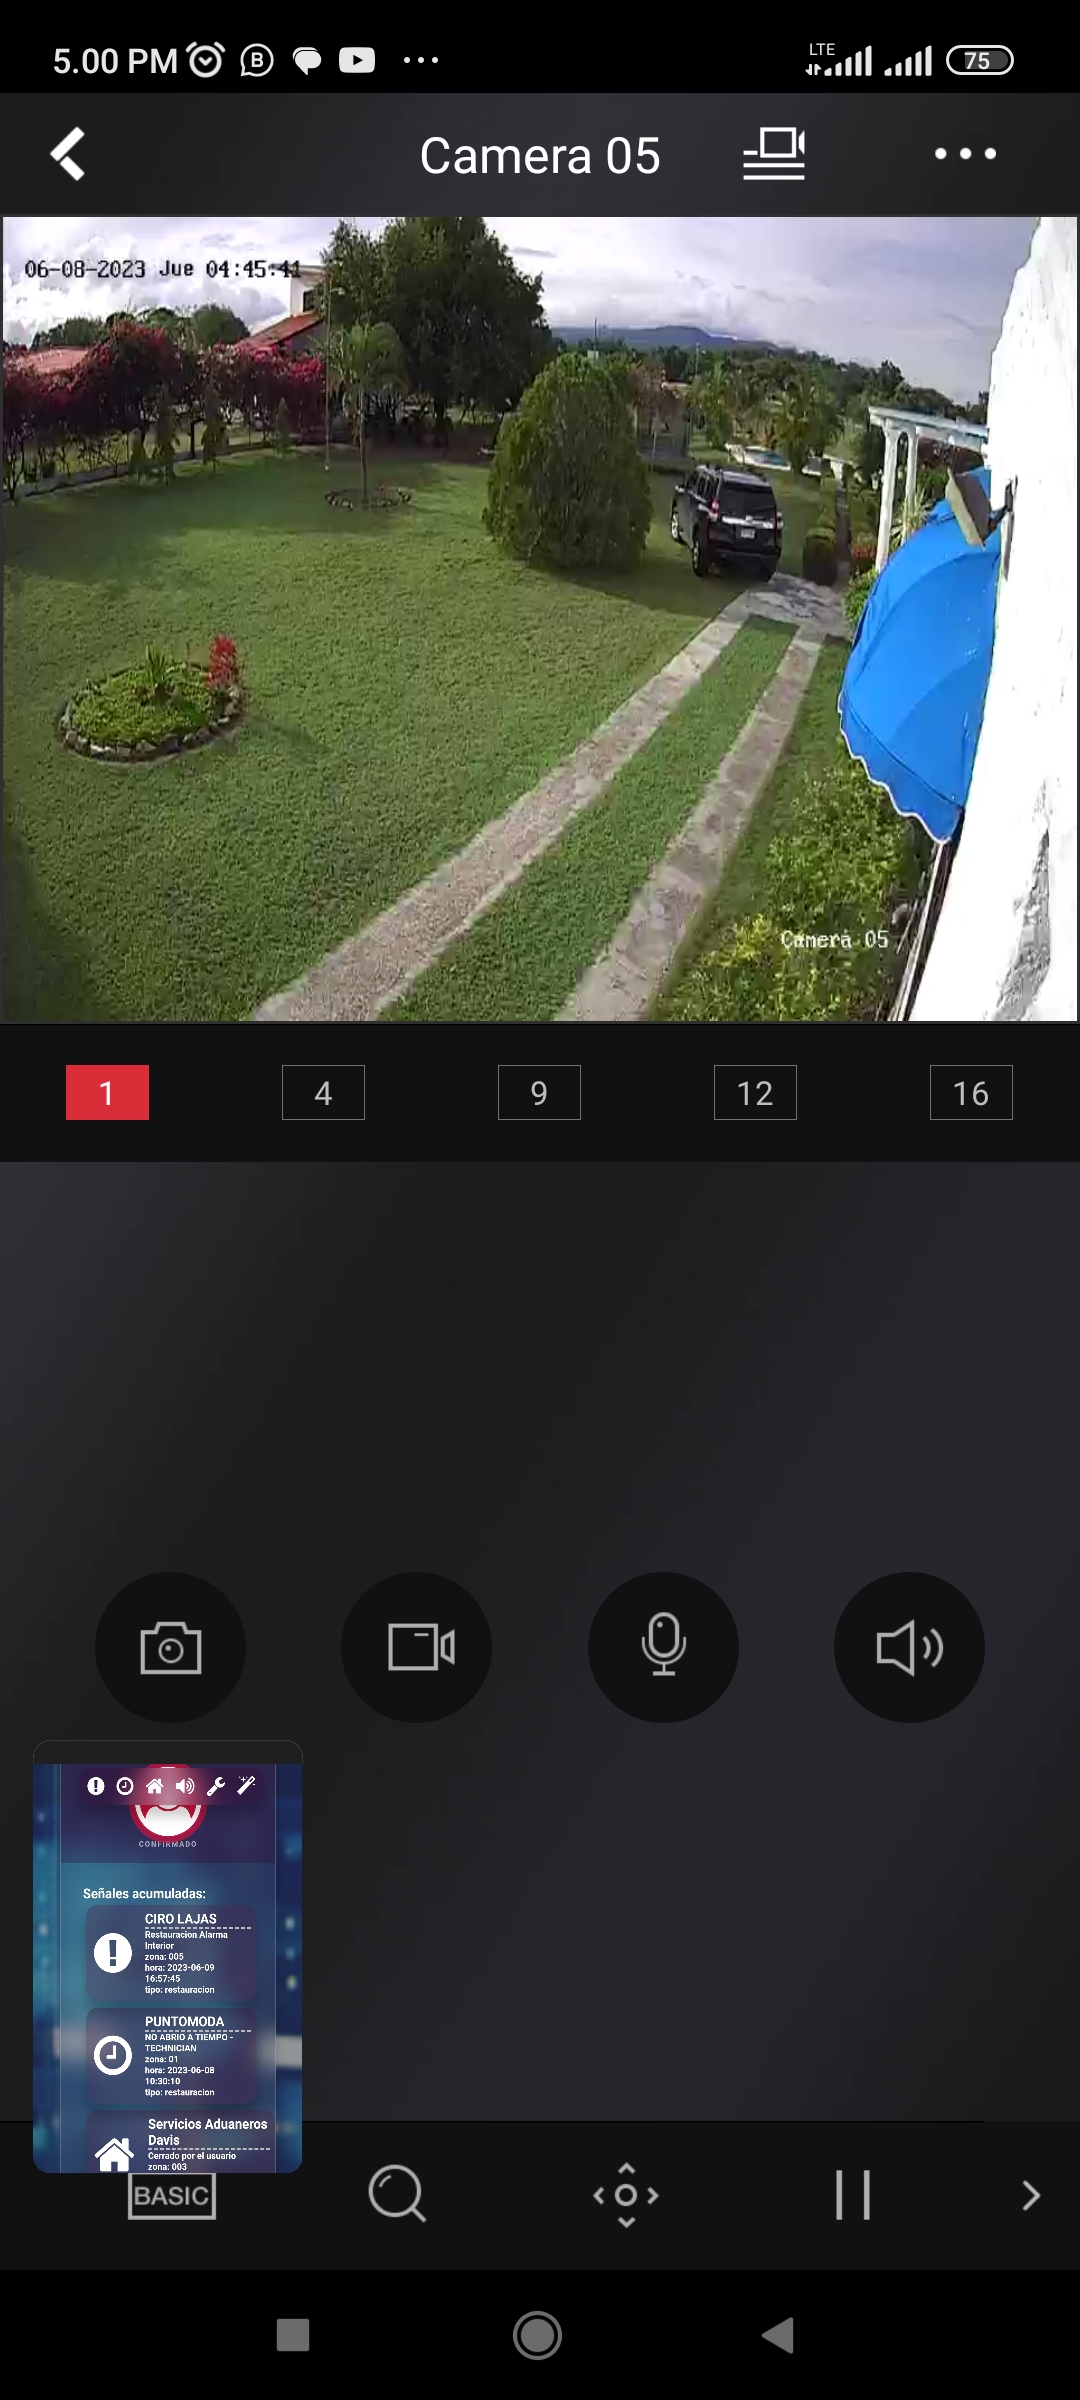 5.00 PM
LTE
75
Camera 05
06-08-2023 Jue 04:45:41
Camera 05
1
4
9
12
16
CONFIRMADO
Señales acumuladas:
CIRO LAJAS
Restauracion Alarma
Interior
zona: 005
hora: 2023-06-09
16:57:45
tipo: restauracion
PUNTOMODA
NO ABRIO A TIEMPO -
TECHNICIAN
zona: 01
hora: 2023-06-08
10:30:10
tipo: restauracion
Servicios Aduaneros
Davis
Cerrado por el usuario
zona: 003
BASIC